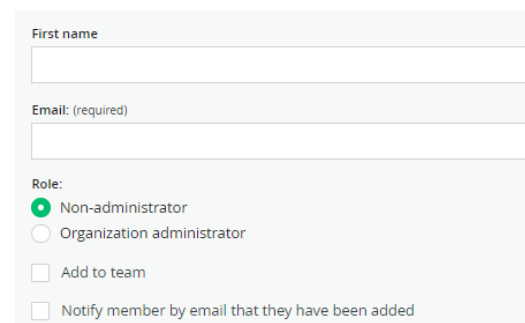 First name
Email: (required)
Role:
Non-administrator
Organization administrator
Add to team
Notify member by email that they have been added